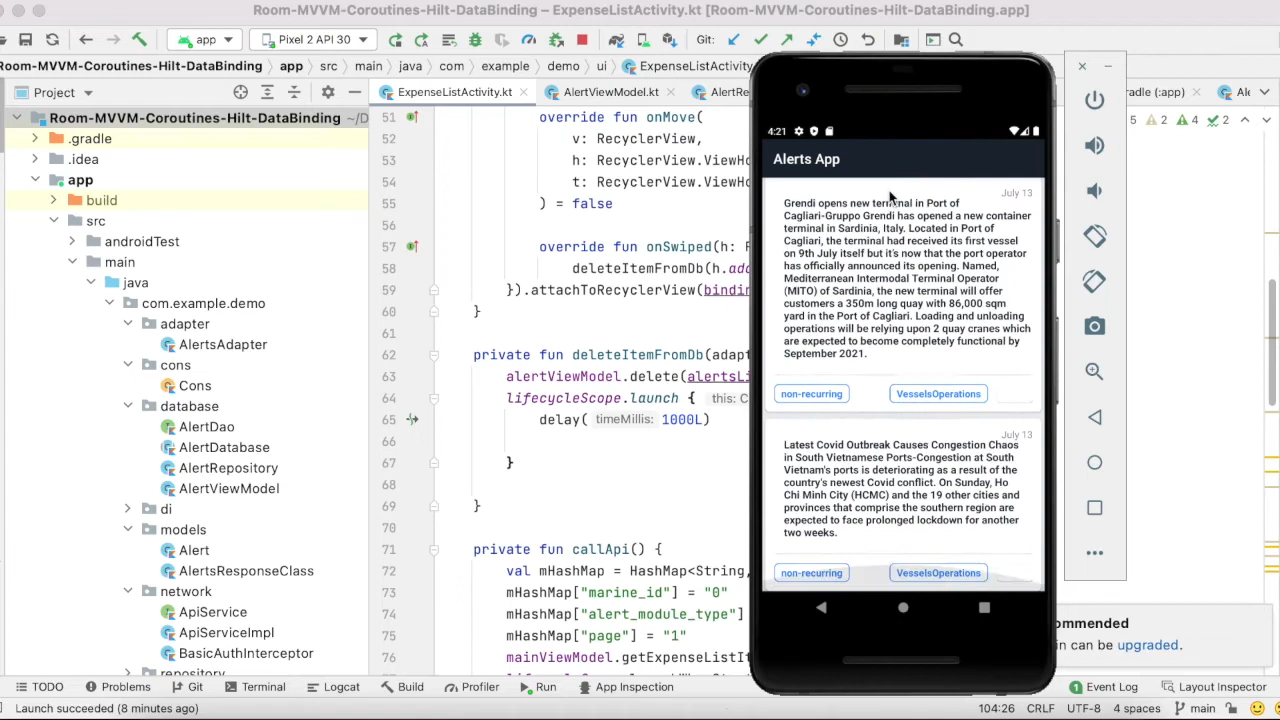 Room-MVVM-Coroutines-Hilt-DataBinding – ExpenseListActivity.kt [Room-MVVM-Coroutines-Hilt-DataBinding.app]
app
Pixel 2 API 30
Git:
Room-MVVM-Coroutines-Hilt-DataBinding
app
main
java
com
example
demo
ui
ExpenseListActivity
Project
ExpenseListActivity.kt
AlertViewModel.kt
AlertRe
adle (:app)
Al
5
2
4
2
Room-MVVM-Coroutines-Hilt-DataBinding ~/D
.gradle
.idea
app
build
src
androidTest
main
java
com.example.demo
adapter
AlertsAdapter
cons
Cons
database
AlertDao
AlertDatabase
AlertRepository
AlertViewModel
di
models
Alert
AlertsResponseClass
network
ApiService
ApiServiceImpl
BasicAuthInterceptor
repository
51 override fun onMove(
52 v: RecyclerView,
53 h: RecyclerView.ViewHo
54 t: RecyclerView.ViewHo
55 ) = false
56
57 override fun onSwiped(h: R
58 deleteItemFromDb(h.ad
59 }).attachToRecyclerView(bindin
60 }
61
62 private fun deleteItemFromDb(adapt
63 alertViewModel.delete(alertsLi
64 lifecycleScope.launch { this: C
65 delay( timeMillis: 1000L)
66
67 }
68
69 }
70
71 private fun callApi() {
72 val mHashMap = HashMap<String,
73 mHashMap["marine_id"] = "0"
74 mHashMap["alert_module_type"]
75 mHashMap["page"] = "1"
76 mainViewModel.getExpenseListIt
4:21
Alerts App
July 13
Grendi opens new terminal in Port of
Cagliari-Gruppo Grendi has opened a new container
terminal in Sardinia, Italy. Located in Port of
Cagliari, the terminal had received its first vessel
on 9th July itself but it's now that the port operator
has officially announced its opening. Named,
Mediterranean Intermodal Terminal Operator
(MITO) of Sardinia, the new terminal will offer
customers a 350m long quay with 86,000 sqm
yard in the Port of Cagliari. Loading and unloading
operations will be relying upon 2 quay cranes which
are expected to become completely functional by
September 2021.
non-recurring
VesselsOperations
July 13
Latest Covid Outbreak Causes Congestion Chaos
in South Vietnamese Ports-Congestion at South
Vietnam's ports is deteriorating as a result of the
country's newest Covid conflict. On Sunday, Ho
Chi Minh City (HCMC) and the 19 other cities and
provinces that comprise the southern region are
expected to face prolonged lockdown for another
two weeks.
non-recurring
VesselsOperations
ommended
in can be upgraded.
TODO
Problems
Git
Terminal
Logcat
Build
Profiler
Run
App Inspection
1 Event Log
Layout Inspector
Launch succeeded (8 minutes ago)
104:26 CRLF UTF-8 4 spaces main